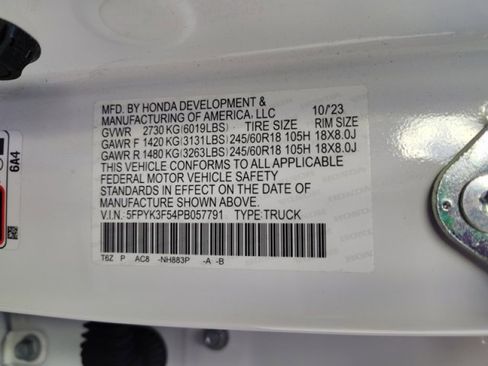 MFD. BY HONDA DEVELOPMENT &
MANUFACTURING OF AMERICA, LLC 10/'23
GVWR 2730 KG(6019LBS) TIRE SIZE RIM SIZE
GAWR F 1420 KG(3131LBS) 245/60R18 105H 18X8.0J
GAWR R 1480 KG(3263LBS) 245/60R18 105H 18X8.0J
THIS VEHICLE CONFORMS TO ALL APPLICABLE
FEDERAL MOTOR VEHICLE SAFETY
STANDARDS IN EFFECT ON THE DATE OF
MANUFACTURE SHOWN ABOVE.
V.I.N.: 5FPYK3F54PB057791 TYPE:TRUCK
T6Z P AC8 -NH883P -A -B
6A4